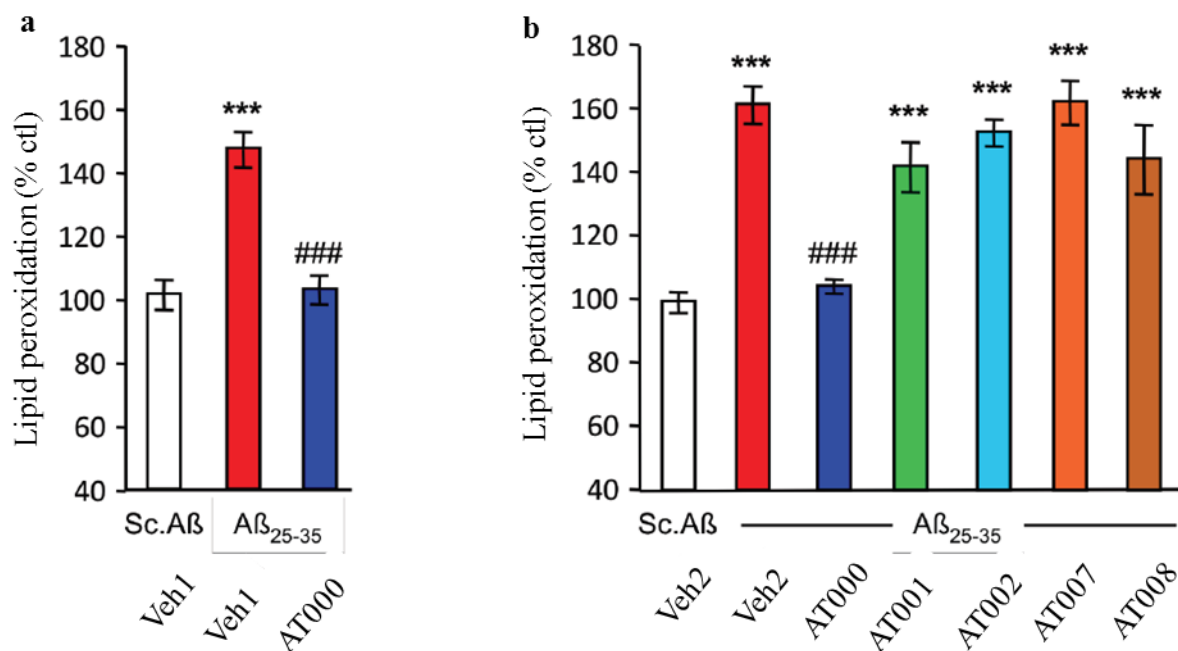 a
Lipid peroxidation (% ctl)
180
160
140
120
100
80
60
40
***
###
Sc.Aß
Aß25-35
Veh1
Veh1
AT000
b
Lipid peroxidation (% ctl)
180
160
140
120
100
80
60
40
***
###
***
***
***
***
Sc.Aß
Aß25-35
Veh2
Veh2
AT000
AT001
AT002
AT007
AT008